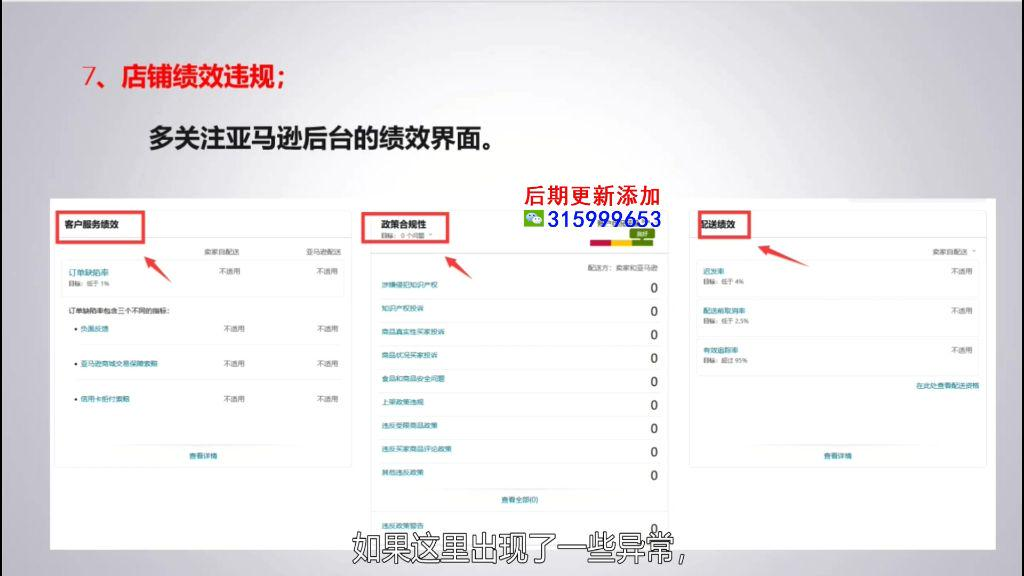 7、店铺绩效违规；
多关注亚马逊后台的绩效界面。
后期更新添加
315999653
客户服务绩效
卖家自配送 亚马逊配送
订单缺陷率 不适用 不适用
目标：低于 1%
订单缺陷率包含三个不同的指标：
• 负面反馈 不适用 不适用
• 亚马逊商城交易保障索赔 不适用 不适用
• 信用卡拒付索赔 不适用 不适用
查看详情
政策合规性
目标： 0 个问题
良好
配送方：卖家和亚马逊
涉嫌侵犯知识产权 0
知识产权投诉 0
商品真实性买家投诉 0
商品状况买家投诉 0
食品和商品安全问题 0
上架政策违规 0
违反受限商品政策 0
违反买家商品评论政策 0
其他违反政策 0
查看全部(0)
违反政策警告 0
配送绩效
卖家自配送
迟发率 不适用
目标：低于 4%
配送前取消率 不适用
目标：低于 2.5%
有效追踪率 不适用
目标：超过 95%
在此处查看配送资格
查看详情
如果这里出现了一些异常，